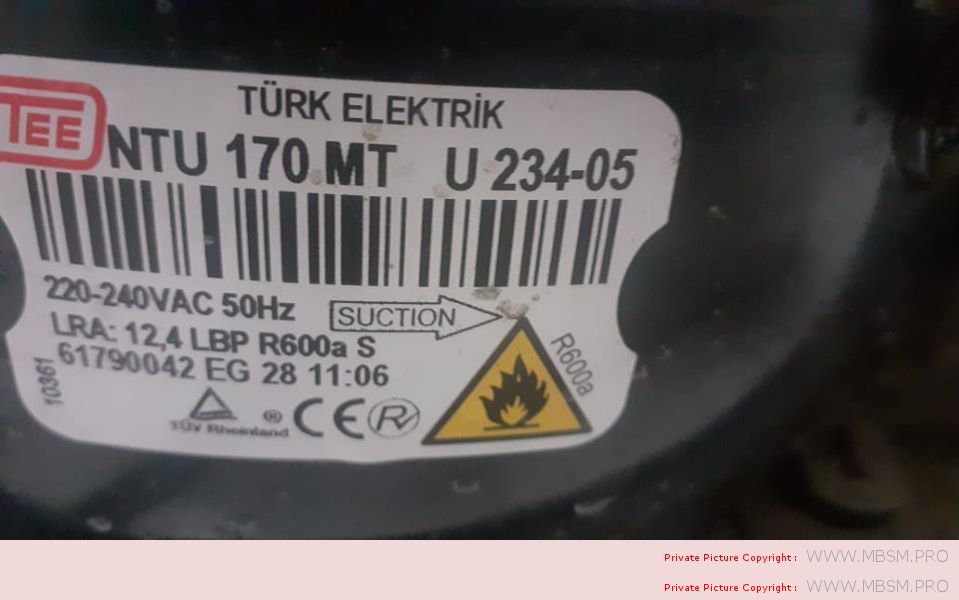 TÜRK ELEKTRİK
TEE
NTU 170 MT U 234-05
220-240VAC 50Hz
SUCTION
LRA: 12,4 LBP R600a S
R600a
61790042 EG 28 11:06
10361
TÜV Rheinland ®
CE
Private Picture Copyright : WWW.MBSM.PRO
Private Picture Copyright : WWW.MBSM.PRO